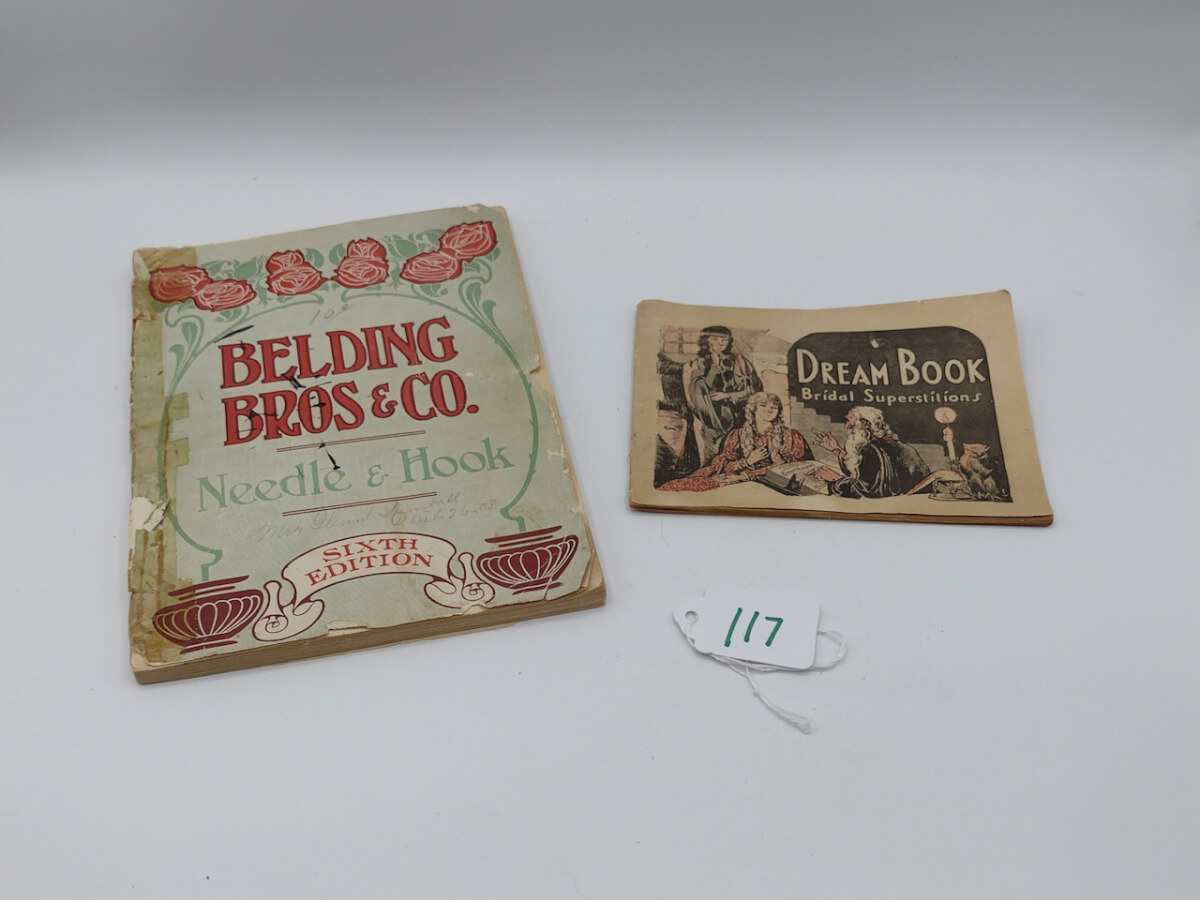 BELDING
BROS & CO.
Needle & Hook
SIXTH
EDITION
DREAM BOOK
Bridal Superstitions
117